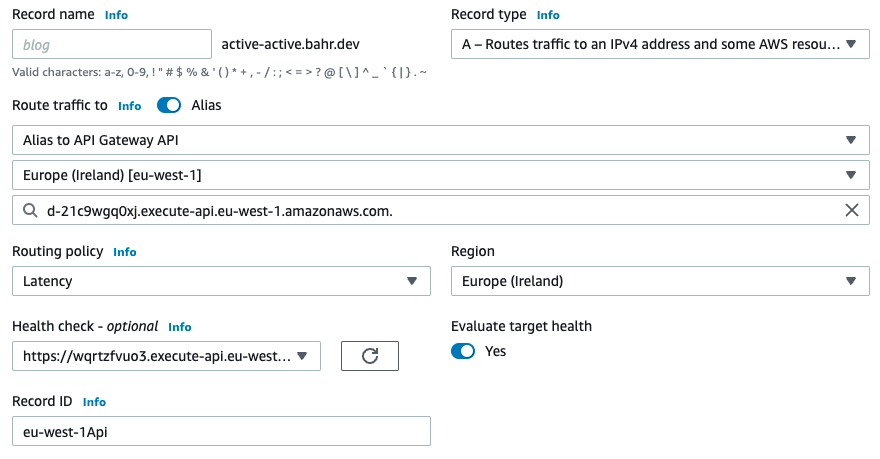 Record name Info
Record type Info
blog
active-active.bahr.dev
A – Routes traffic to an IPv4 address and some AWS resou...
Valid characters: a-z, 0-9, ! " # $ % & ' ( ) * + , - / : ; < = > ? @ [ \ ] ^ _ ` { | } . ~
Route traffic to Info
Alias
Alias to API Gateway API
Europe (Ireland) [eu-west-1]
d-21c9wgq0xj.execute-api.eu-west-1.amazonaws.com.
Routing policy Info
Region
Latency
Europe (Ireland)
Health check - optional Info
Evaluate target health
https://wqrtzfvuo3.execute-api.eu-west...
Yes
Record ID Info
eu-west-1Api